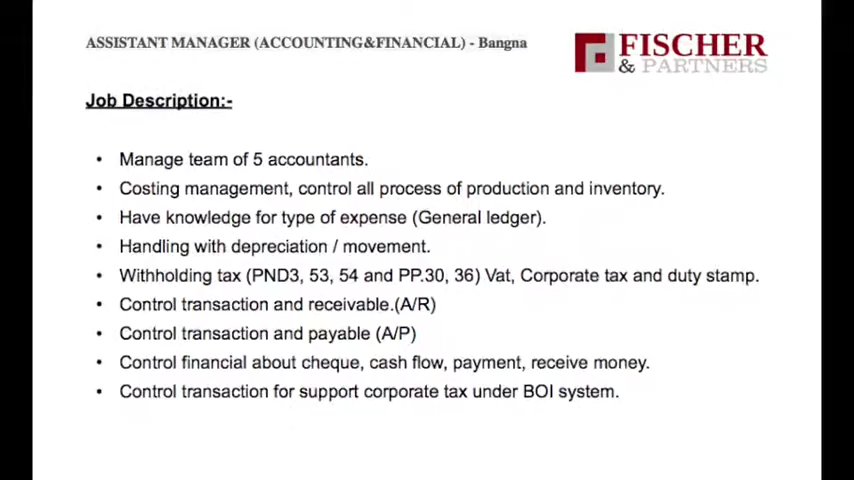 ASSISTANT MANAGER (ACCOUNTING&FINANCIAL) - Bangna
FISCHER
& PARTNERS
Job Description:-
• Manage team of 5 accountants.
• Costing management, control all process of production and inventory.
• Have knowledge for type of expense (General ledger).
• Handling with depreciation / movement.
• Withholding tax (PND3, 53, 54 and PP.30, 36) Vat, Corporate tax and duty stamp.
• Control transaction and receivable.(A/R)
• Control transaction and payable (A/P)
• Control financial about cheque, cash flow, payment, receive money.
• Control transaction for support corporate tax under BOI system.